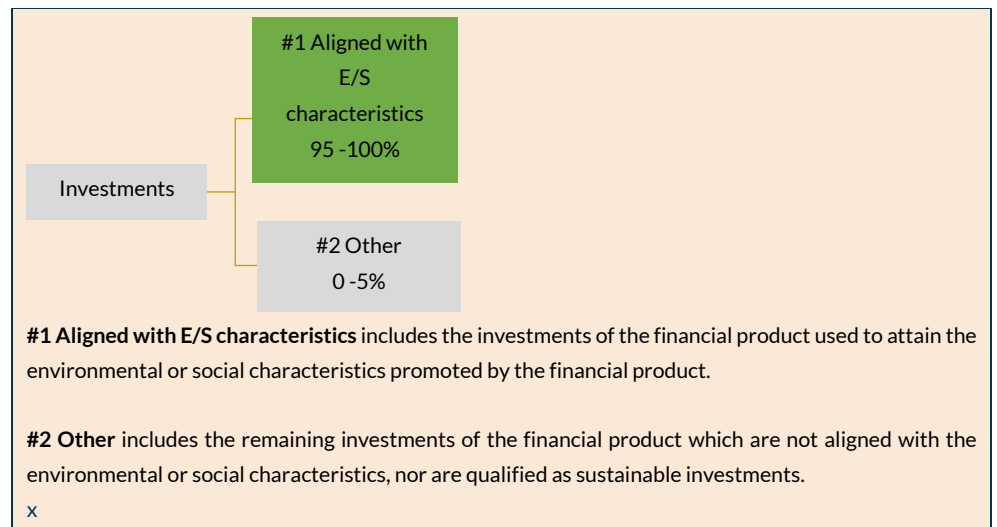 #1 Aligned with
E/S
characteristics
95 -100%
Investments
#2 Other
0 -5%
#1 Aligned with E/S characteristics includes the investments of the financial product used to attain the
environmental or social characteristics promoted by the financial product.
#2 Other includes the remaining investments of the financial product which are not aligned with the
environmental or social characteristics, nor are qualified as sustainable investments.
x